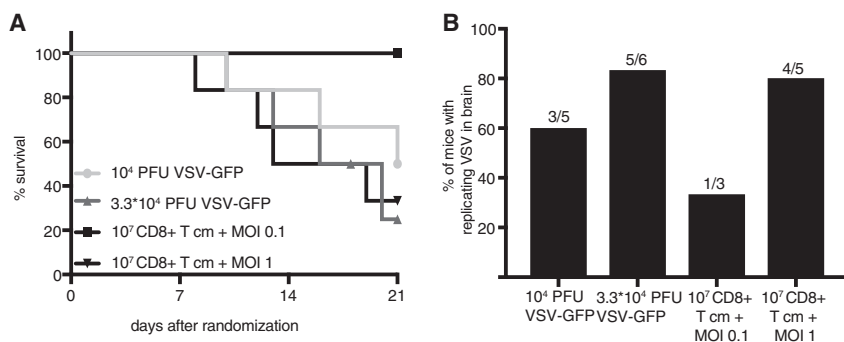 A
% survival
100
80
60
40
20
0
10⁴ PFU VSV-GFP
3.3*10⁴ PFU VSV-GFP
10⁷ CD8+ T cm + MOI 0.1
10⁷ CD8+ T cm + MOI 1
0 7 14 21
days after randomization
B
% of mice with
replicating VSV in brain
100
80
60
40
20
3/5
5/6
1/3
4/5
10⁴ PFU
VSV-GFP
3.3*10⁴ PFU
VSV-GFP
10⁷ CD8+
T cm +
MOI 0.1
10⁷ CD8+
T cm +
MOI 1